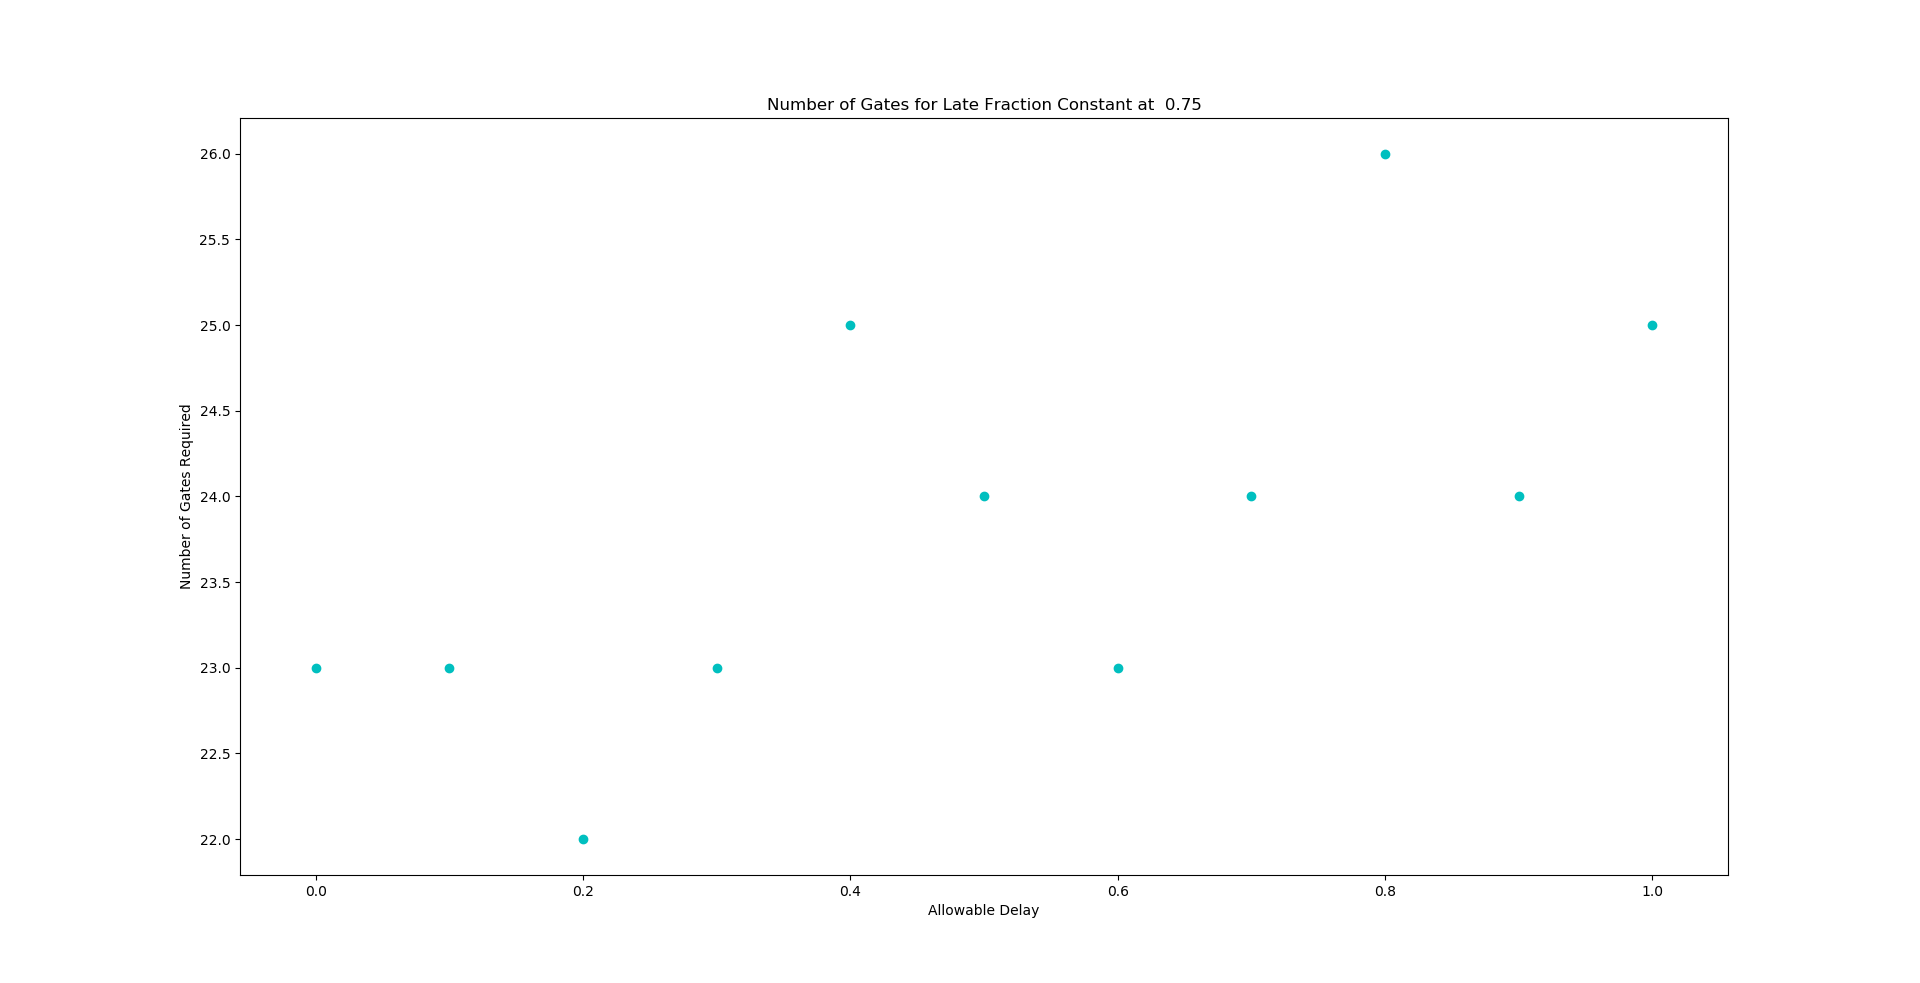 Number of Gates for Late Fraction Constant at  0.75
26.0
25.5
25.0
24.5
24.0
23.5
23.0
22.5
22.0
Number of Gates Required
0.0 0.2 0.4 0.6 0.8 1.0
Allowable Delay